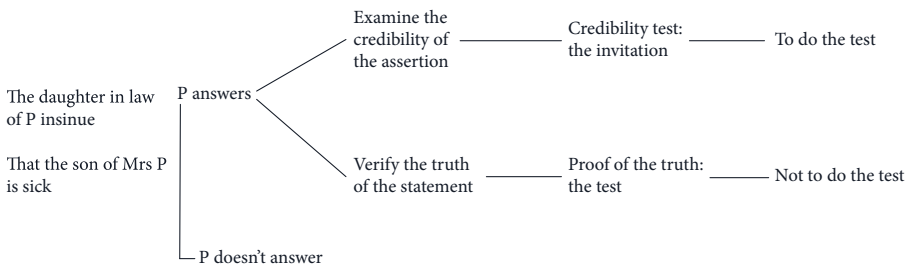 The daughter in law
of P insinue
That the son of Mrs P
is sick
P answers
P doesn't answer
Examine the
credibility of
the assertion
Credibility test:
the invitation
To do the test
Verify the truth
of the statement
Proof of the truth:
the test
Not to do the test